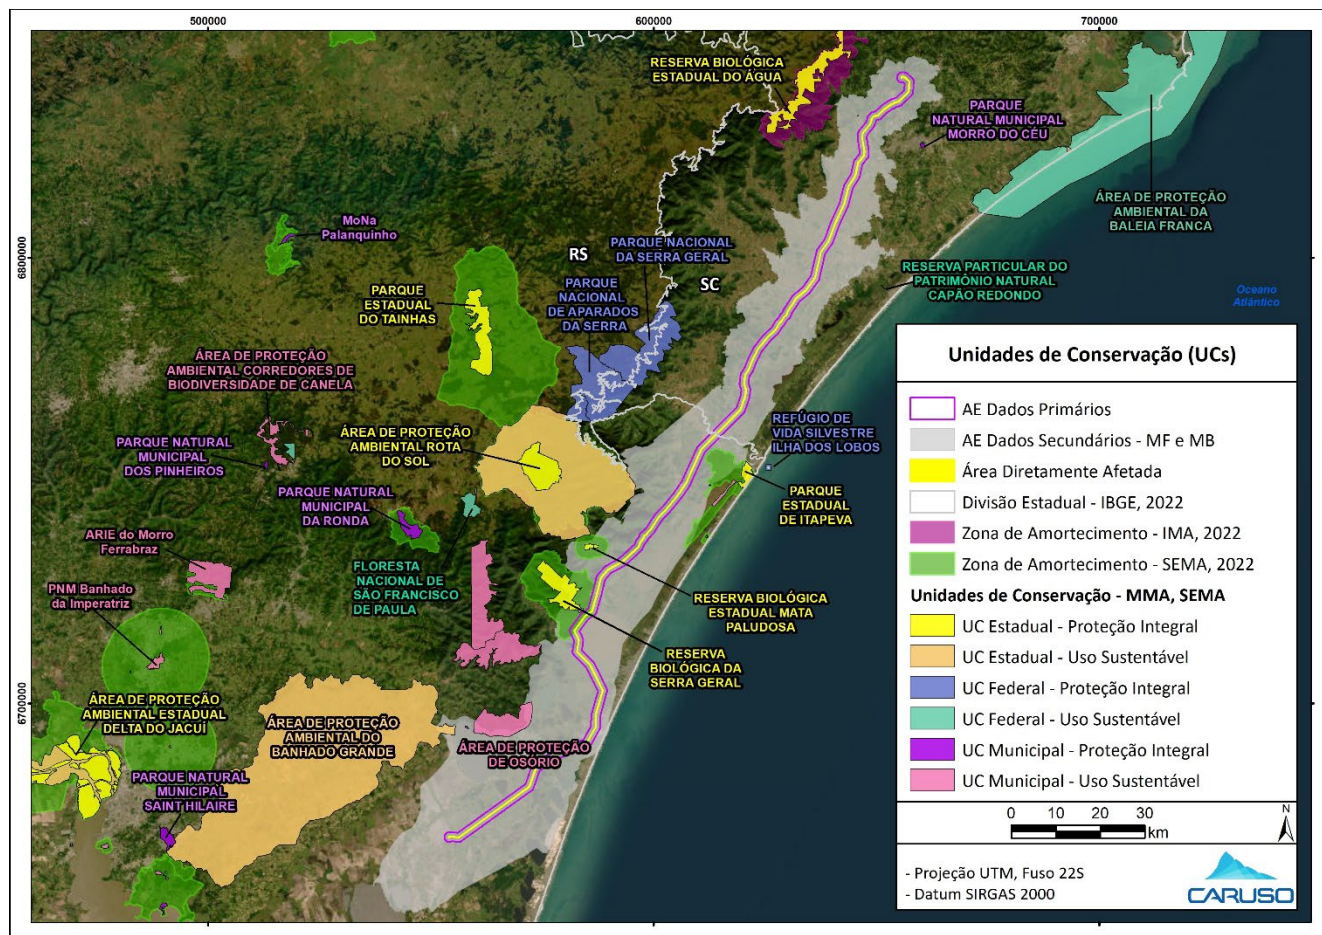 500000
600000
700000
RESERVA BIOLÓGICA
ESTADUAL DO ÁGUA
PARQUE
NATURAL MUNICIPAL
MORRO DO CÉU
ÁREA DE PROTEÇÃO
AMBIENTAL DA
BALEIA FRANCA
MoNa
Palanquinho
6800000
RS
PARQUE NACIONAL
DA SERRA GERAL
SC
RESERVA PARTICULAR DO
PATRIMÔNIO NATURAL
CAPÃO REDONDO
Oceano
Atlântico
PARQUE
ESTADUAL
DO TAINHAS
PARQUE
NACIONAL
DE APARADOS
DA SERRA
ÁREA DE PROTEÇÃO
AMBIENTAL CORREDORES DE
BIODIVERSIDADE DE CANELA
PARQUE NATURAL
MUNICIPAL
DOS PINHEIROS
ÁREA DE PROTEÇÃO
AMBIENTAL ROTA
DO SOL
REFÚGIO DE
VIDA SILVESTRE
ILHA DOS LOBOS
PARQUE
ESTADUAL
DE ITAPEVA
PARQUE NATURAL
MUNICIPAL
DA RONDA
ARIE do Morro
Ferrabraz
PNM Banhado
da Imperatriz
FLORESTA
NACIONAL DE
SÃO FRANCISCO
DE PAULA
RESERVA BIOLÓGICA
ESTADUAL MATA
PALUDOSA
RESERVA
BIOLÓGICA DA
SERRA GERAL
6700000
ÁREA DE PROTEÇÃO
AMBIENTAL ESTADUAL
DELTA DO JACUÍ
ÁREA DE PROTEÇÃO
AMBIENTAL DO
BANHADO GRANDE
ÁREA DE PROTEÇÃO
DE OSÓRIO
PARQUE NATURAL
MUNICIPAL
SAINT HILAIRE
Unidades de Conservação (UCs)
AE Dados Primários
AE Dados Secundários - MF e MB
Área Diretamente Afetada
Divisão Estadual - IBGE, 2022
Zona de Amortecimento - IMA, 2022
Zona de Amortecimento - SEMA, 2022
Unidades de Conservação - MMA, SEMA
UC Estadual - Proteção Integral
UC Estadual - Uso Sustentável
UC Federal - Proteção Integral
UC Federal - Uso Sustentável
UC Municipal - Proteção Integral
UC Municipal - Uso Sustentável
0 10 20 30
km
N
- Projeção UTM, Fuso 22S
- Datum SIRGAS 2000
CARUSO